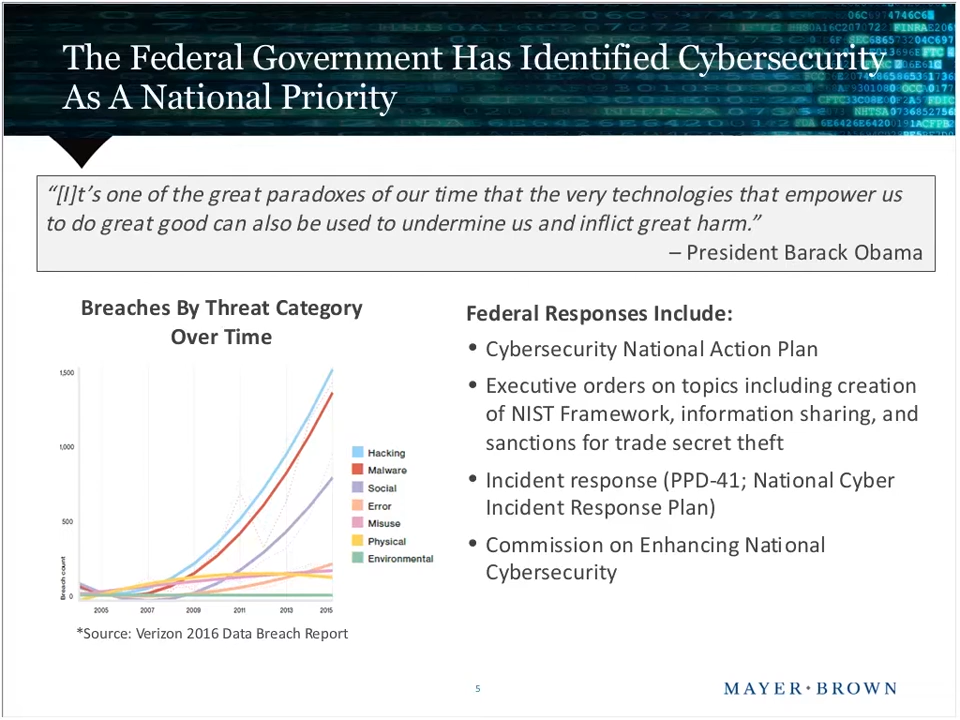 The Federal Government Has Identified Cybersecurity
As A National Priority
“[I]t’s one of the great paradoxes of our time that the very technologies that empower us
to do great good can also be used to undermine us and inflict great harm.”
– President Barack Obama
Breaches By Threat Category
Over Time
1,500
1,000
500
0
Breach count
2005 2007 2009 2011 2013 2015
Hacking
Malware
Social
Error
Misuse
Physical
Environmental
*Source: Verizon 2016 Data Breach Report
Federal Responses Include:
• Cybersecurity National Action Plan
• Executive orders on topics including creation
of NIST Framework, information sharing, and
sanctions for trade secret theft
• Incident response (PPD-41; National Cyber
Incident Response Plan)
• Commission on Enhancing National
Cybersecurity
5
MAYER•BROWN